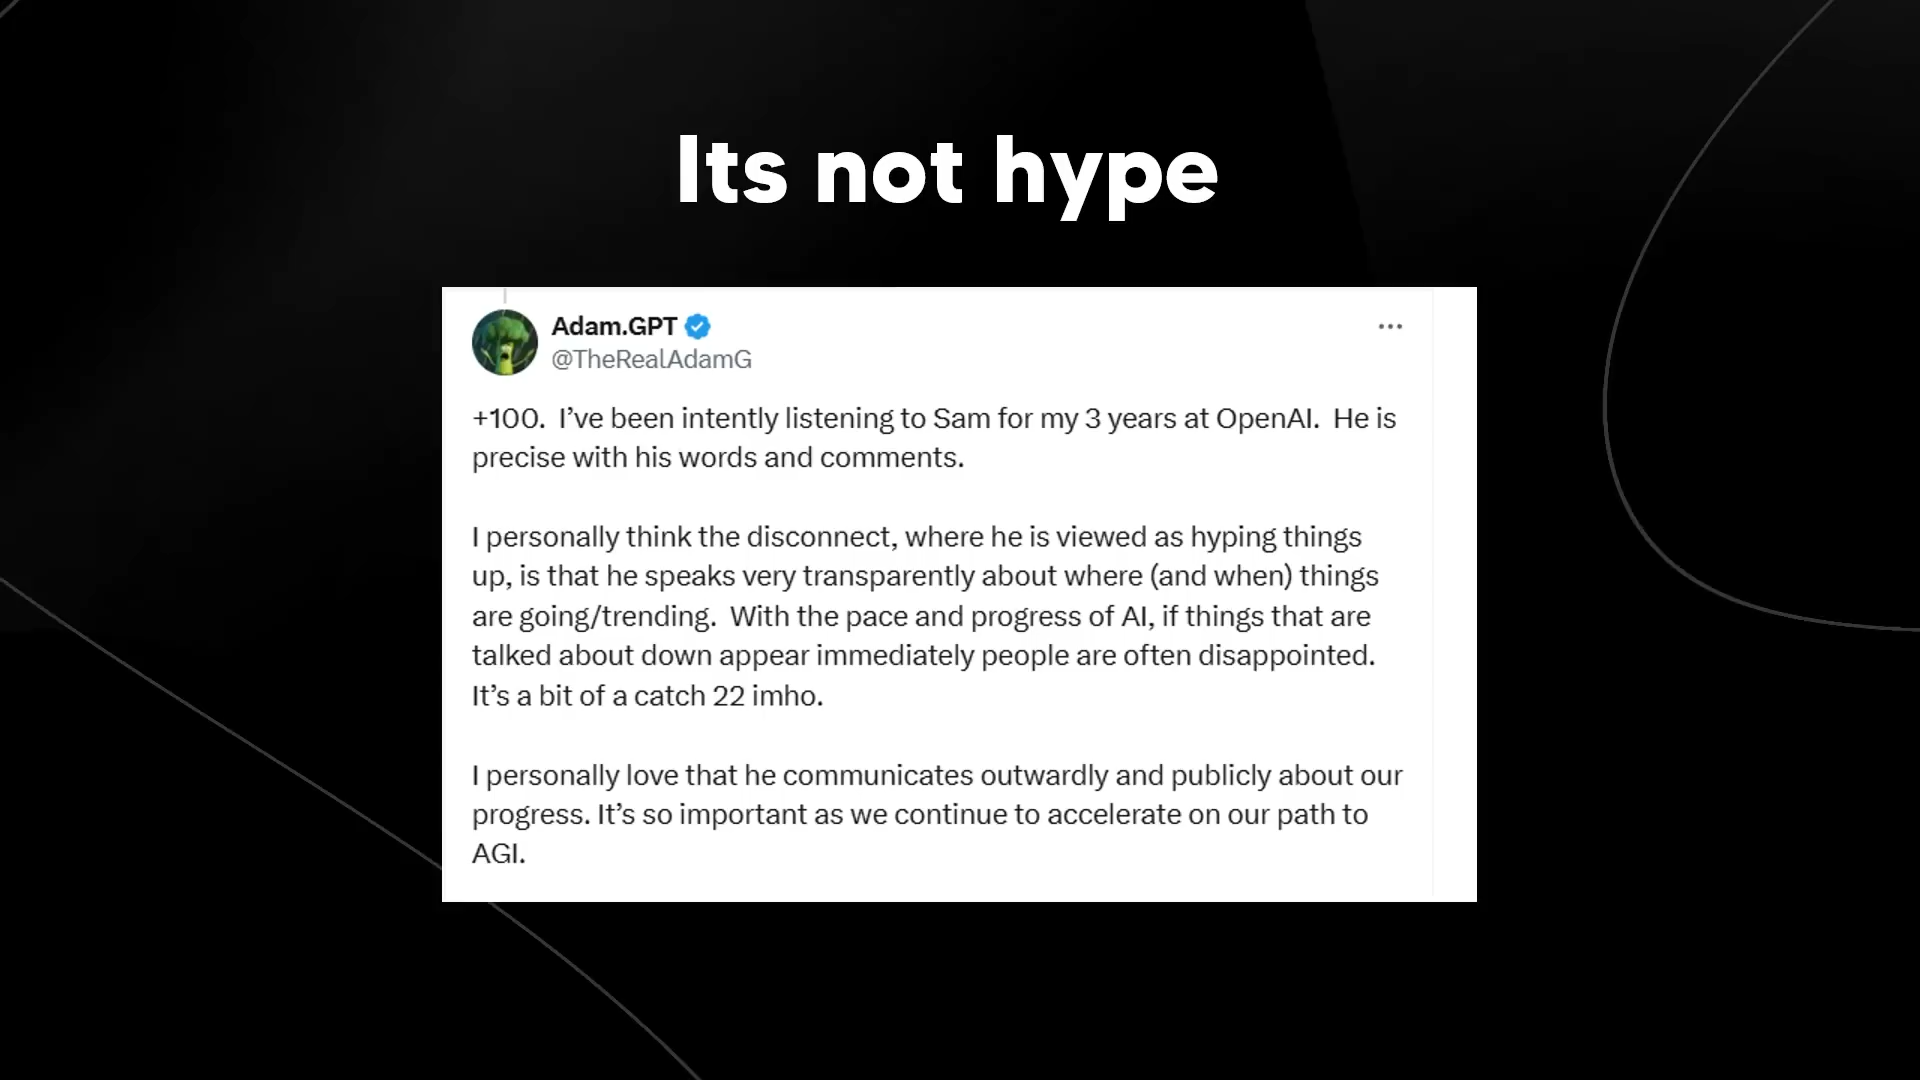 Its not hype
Adam.GPT
@TheRealAdamG
+100.  I’ve been intently listening to Sam for my 3 years at OpenAI.  He is
precise with his words and comments.
I personally think the disconnect, where he is viewed as hyping things
up, is that he speaks very transparently about where (and when) things
are going/trending.  With the pace and progress of AI, if things that are
talked about down appear immediately people are often disappointed.
It’s a bit of a catch 22 imho.
I personally love that he communicates outwardly and publicly about our
progress. It’s so important as we continue to accelerate on our path to
AGI.